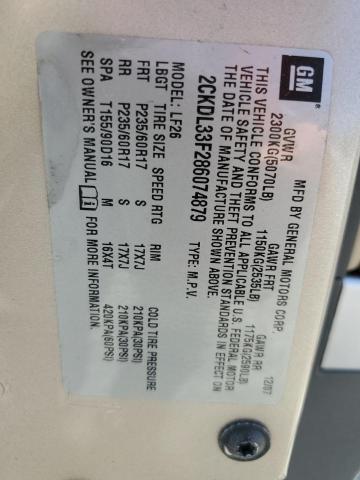 GM
MFD BY GENERAL MOTORS CORP 12/07
GVWR GAWR FRT GAWR RR
2300KG(5070LB) 1150KG(2535LB) 1175KG(2590LB)
THIS VEHICLE CONFORMS TO ALL APPLICABLE U.S. FEDERAL MOTOR
VEHICLE SAFETY AND THEFT PREVENTION STANDARDS IN EFFECT ON
THE DATE OF MANUFACTURE SHOWN ABOVE.
2CKDL33F286074879 TYPE: M.P.V.
MODEL: LF26
LBGT TIRE SIZE SPEED RTG RIM COLD TIRE PRESSURE
FRT P235/60R17 S 17X7J 210KPA(30PSI)
RR P235/60R17 S 17X7J 210KPA(30PSI)
SPA T155/90D16 M 16X4T 420KPA(60PSI)
SEE OWNER'S MANUAL FOR MORE INFORMATION.